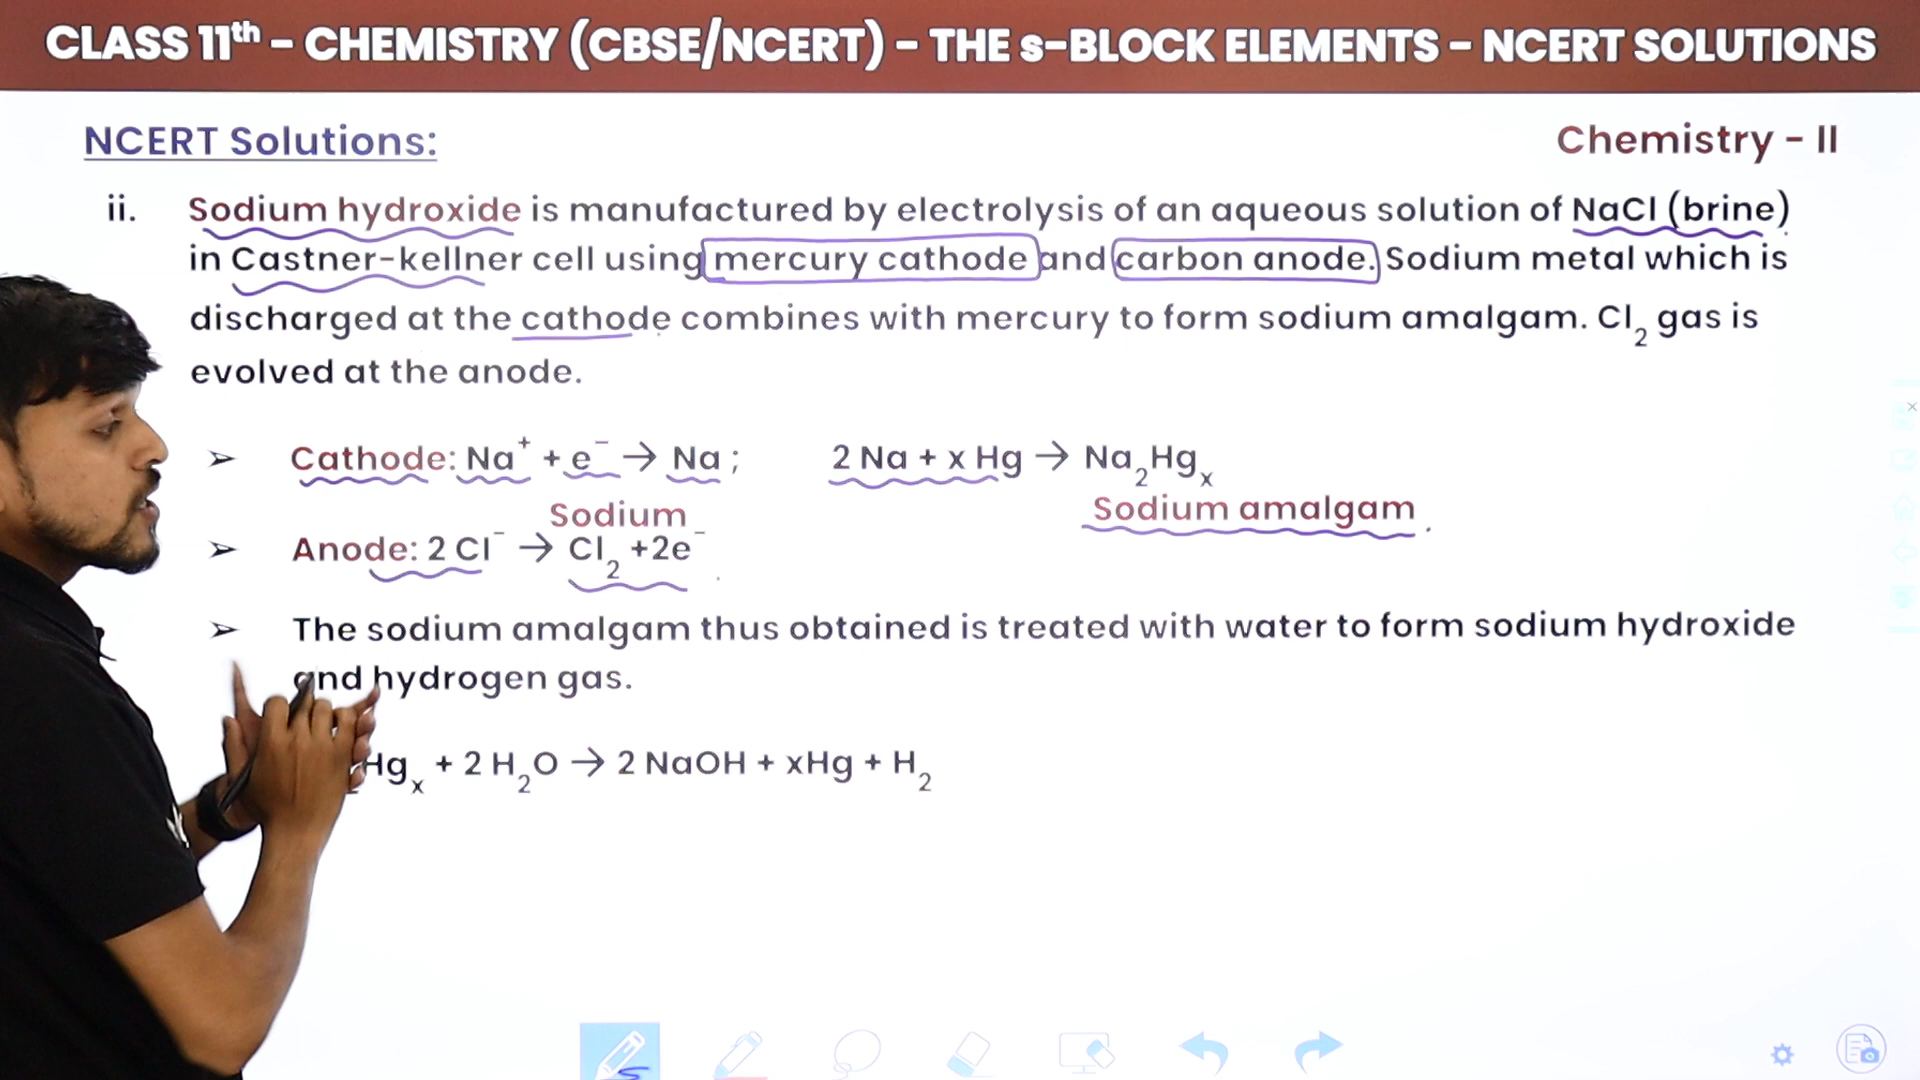 CLASS 11th – CHEMISTRY (CBSE/NCERT) – THE s-BLOCK ELEMENTS – NCERT SOLUTIONS
NCERT Solutions:
Chemistry - II
ii. Sodium hydroxide is manufactured by electrolysis of an aqueous solution of NaCl (brine)
in Castner-kellner cell using mercury cathode and carbon anode. Sodium metal which is
discharged at the cathode combines with mercury to form sodium amalgam. Cl₂ gas is
evolved at the anode.
➢ Cathode: Na⁺ + e⁻ → Na ; 2 Na + x Hg → Na₂Hgₓ
Sodium
Sodium amalgam
➢ Anode: 2 Cl⁻ → Cl₂ +2e⁻
➢ The sodium amalgam thus obtained is treated with water to form sodium hydroxide
and hydrogen gas.
Hgₓ + 2 H₂O → 2 NaOH + xHg + H₂